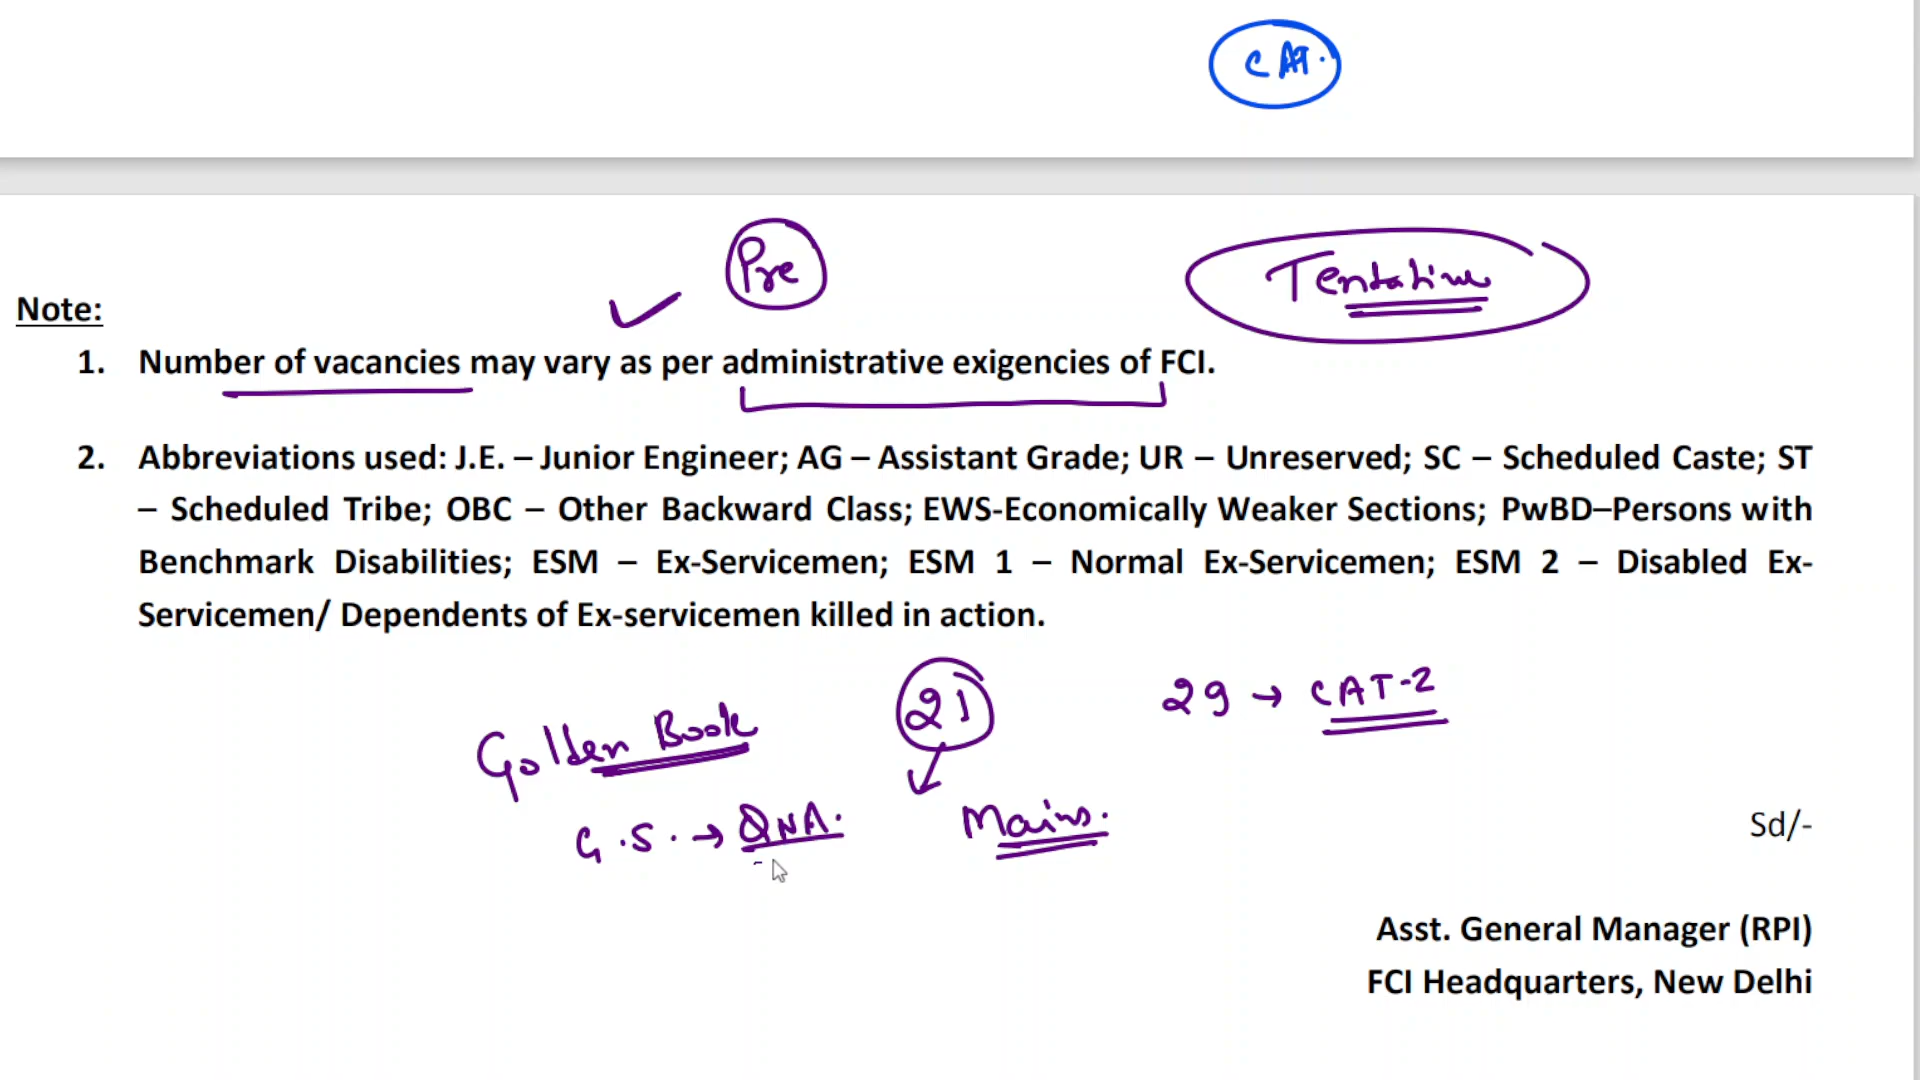 CAT.
Pre
Tentative
Note:
1. Number of vacancies may vary as per administrative exigencies of FCI.
2. Abbreviations used: J.E. – Junior Engineer; AG – Assistant Grade; UR – Unreserved; SC – Scheduled Caste; ST
– Scheduled Tribe; OBC – Other Backward Class; EWS-Economically Weaker Sections; PwBD–Persons with
Benchmark Disabilities; ESM – Ex-Servicemen; ESM 1 – Normal Ex-Servicemen; ESM 2 – Disabled Ex-
Servicemen/ Dependents of Ex-servicemen killed in action.
Golden Book
21
29 → CAT-2
G.S. → QNA.
Mains.
Sd/-
Asst. General Manager (RPI)
FCI Headquarters, New Delhi